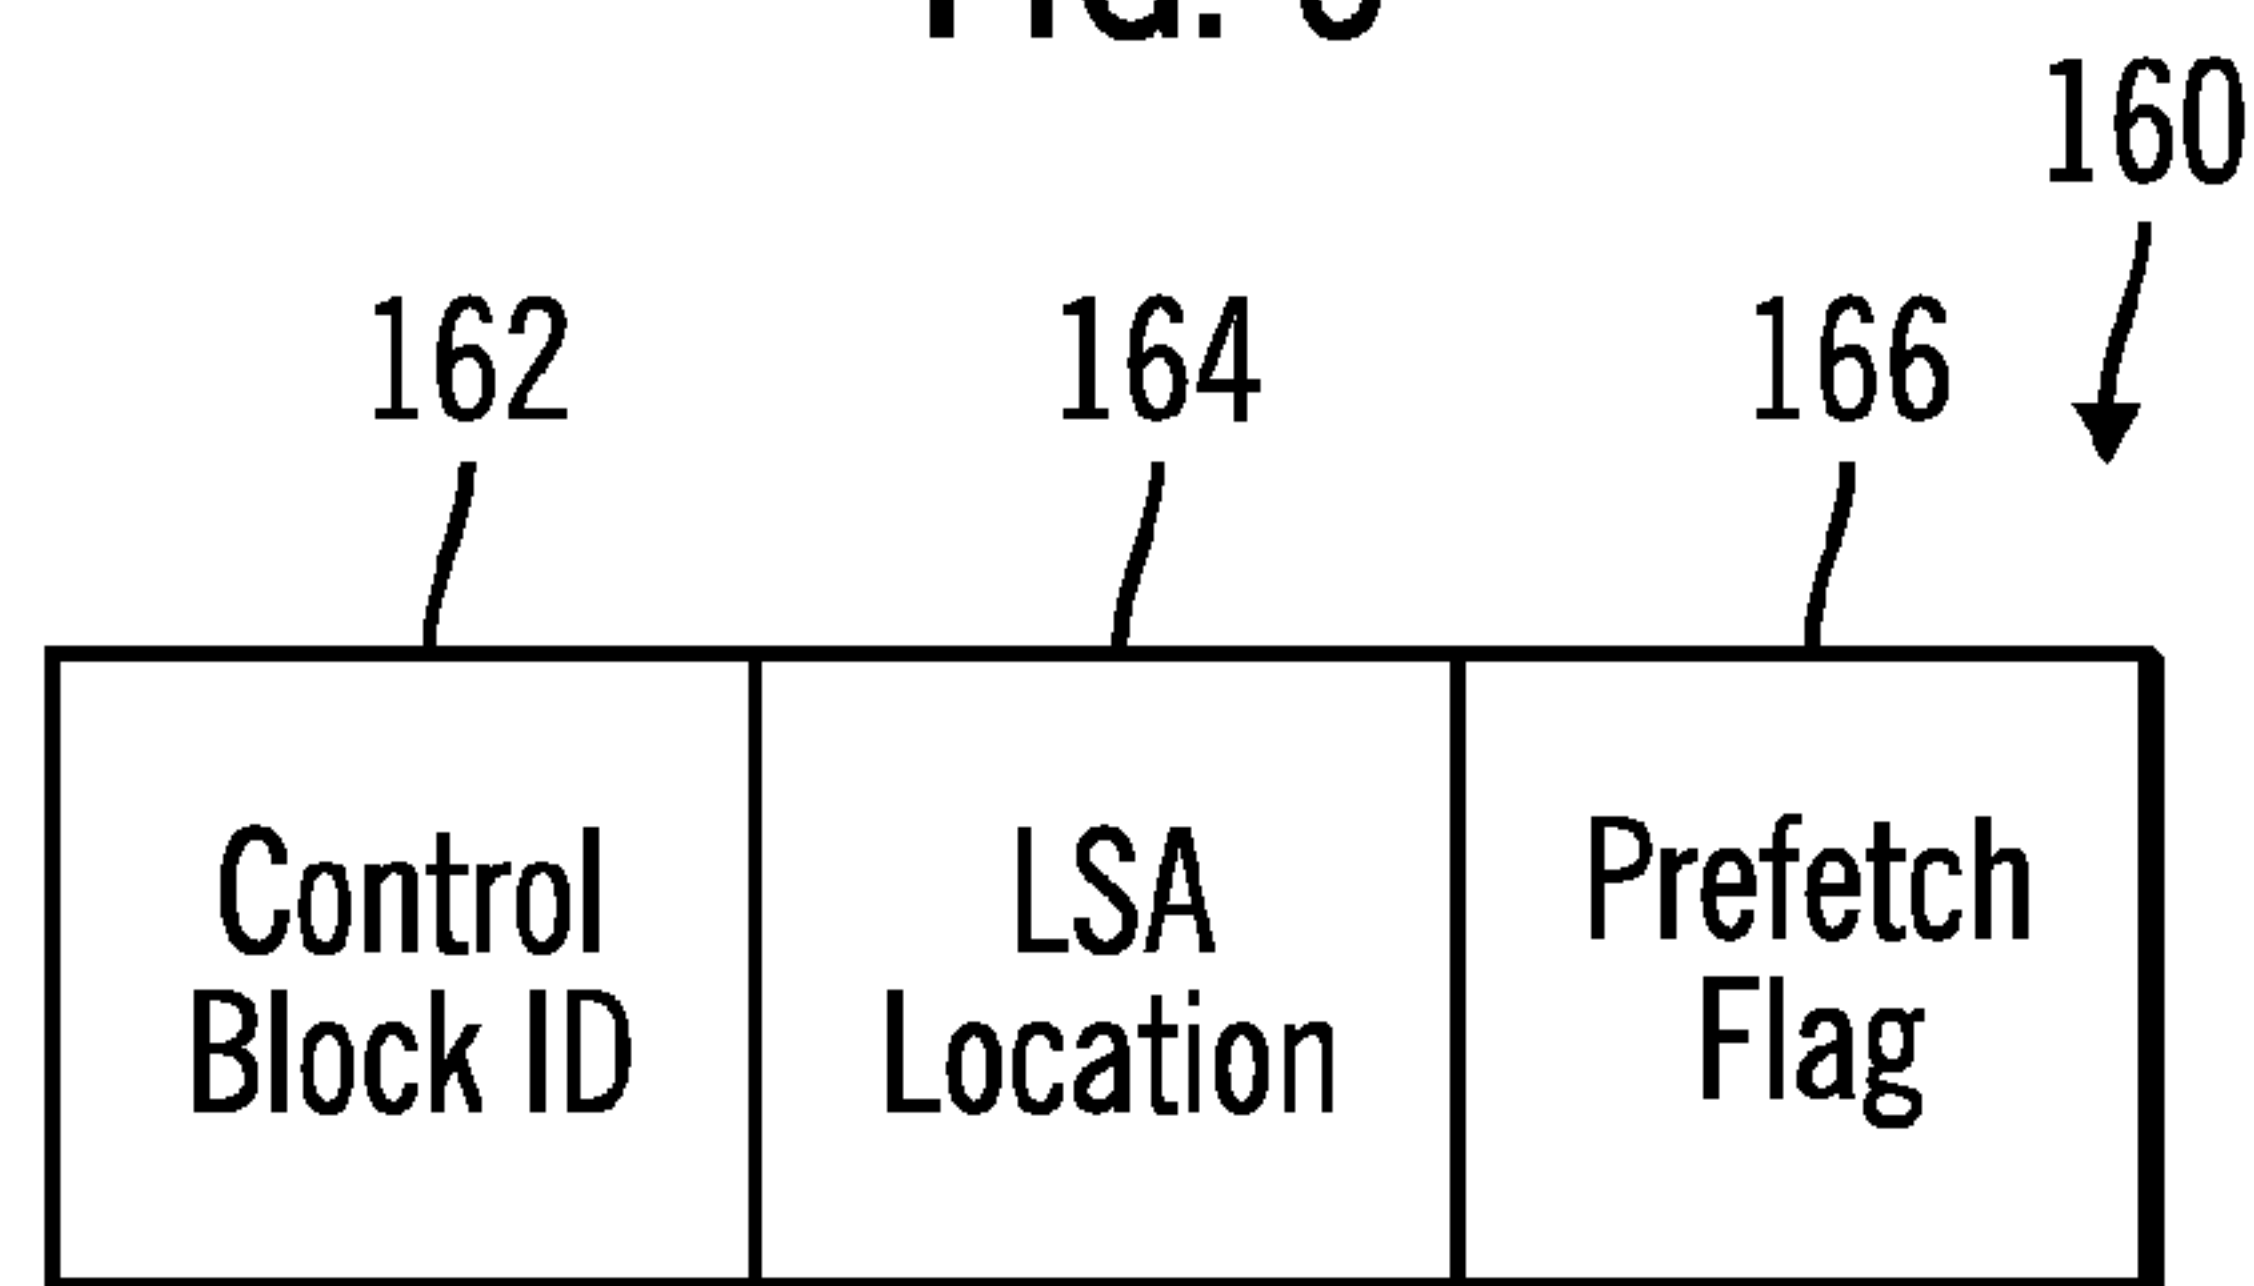 160
162 164 166
Control Block ID
LSA Location
Prefetch Flag